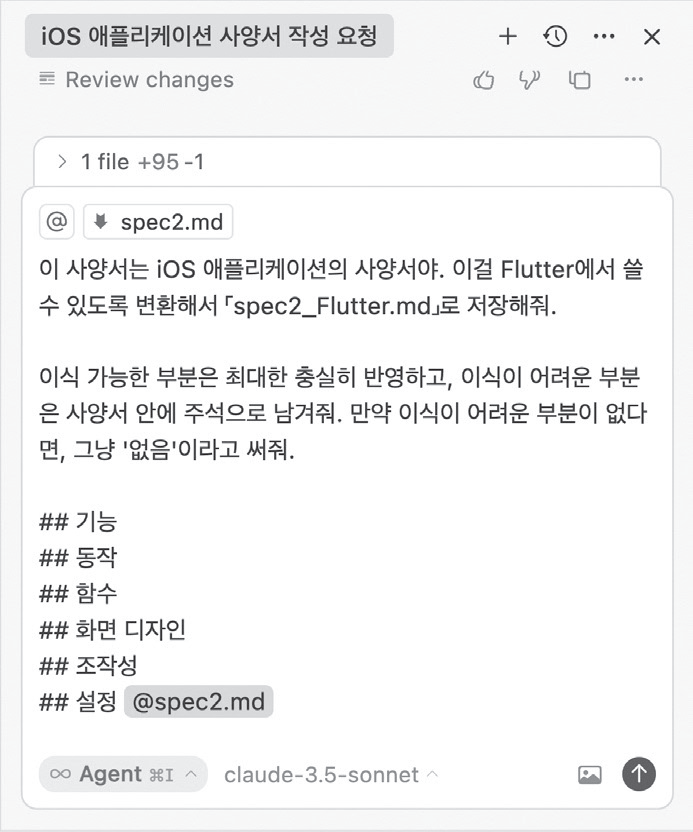 iOS 애플리케이션 사양서 작성 요청
Review changes
1 file +95 -1
@ spec2.md
이 사양서는 iOS 애플리케이션의 사양서야. 이걸 Flutter에서 쓸
수 있도록 변환해서 「spec2_Flutter.md」로 저장해줘.
이식 가능한 부분은 최대한 충실히 반영하고, 이식이 어려운 부분
은 사양서 안에 주석으로 남겨줘. 만약 이식이 어려운 부분이 없다
면, 그냥 '없음'이라고 써줘.
## 기능
## 동작
## 함수
## 화면 디자인
## 조작성
## 설정 @spec2.md
Agent ⌘I claude-3.5-sonnet